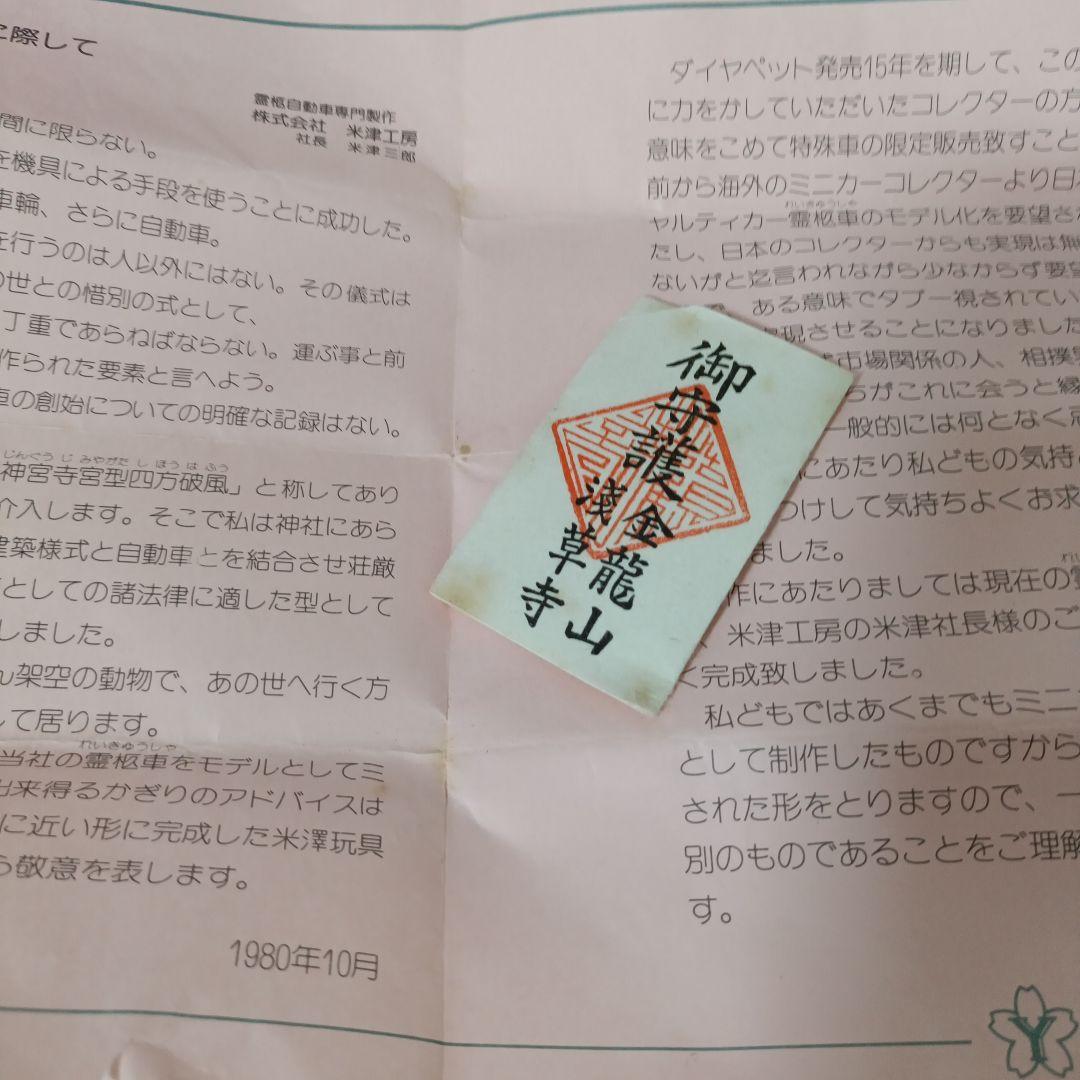 に際して
霊柩自動車専門製作
株式会社 米津工房
社長 米津三郎
間に限らない。
を機具による手段を使うことに成功した。
車輪、さらに自動車。
を行うのは人以外にはない。その儀式は
の世との惜別の式として、
丁重であらねばならない。運ぶ事と前
作られた要素と言へよう。
車の創始についての明確な記録はない。
じんぐうじみやがたしほうはふう
神宮寺宮型四方破風」と称してあり
介入します。そこで私は神社にあら
建築様式と自動車とを結合させ荘厳
としての諸法律に適した型として
しました。
ん架空の動物で、あの世へ行く方
して居ります。
れいきゅうしゃ
当社の霊柩車をモデルとしてミ
出来得るかぎりのアドバイスは
に近い形に完成した米澤玩具
ら敬意を表します。
1980年10月
ダイヤペット発売15年を期して、この
に力をかしていただいたコレクターの方
意味をこめて特殊車の限定販売致すこと
前から海外のミニカーコレクターより日本
れいきゅうしゃ
ャルティカー霊柩車のモデル化を要望さ
たし、日本のコレクターからも実現は無
ないがと迄言われながら少なからず要望
、ある意味でタブー視されてい
現させることになりました
市場関係の人、相撲
がこれに会うと縁
一般的には何となく忌
にあたり私どもの気持
つけして気持ちよくお求
ました。
作にあたりましては現在の霊
、米津工房の米津社長様のご
く完成致しました。
私どもではあくまでもミニ
として制作したものですから
された形をとりますので、一
別のものであることをご理解
す。
御守護
金龍山
淺草寺
Y